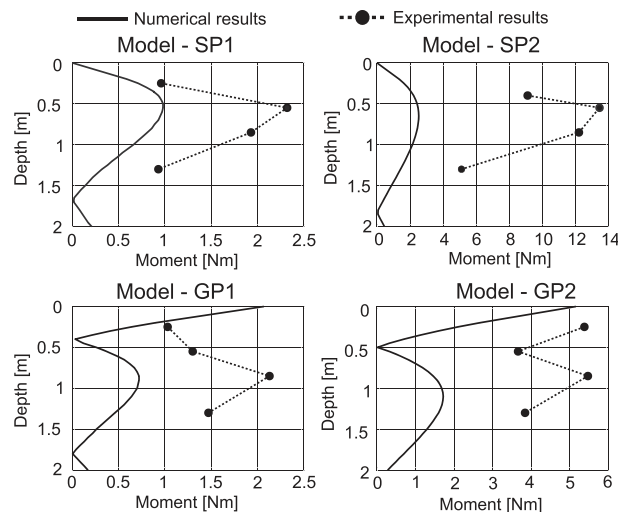 Numerical results
Experimental results
Model - SP1
Model - SP2
0
0.5
1
1.5
2
Depth [m]
0 0.5 1 1.5 2 2.5
Moment [Nm]
0
0.5
1
1.5
2
Depth [m]
0 2 4 6 8 10 12 14
Moment [Nm]
Model - GP1
Model - GP2
0
0.5
1
1.5
2
Depth [m]
0 0.5 1 1.5 2 2.5
Moment [Nm]
0
0.5
1
1.5
2
Depth [m]
0 1 2 3 4 5 6
Moment [Nm]